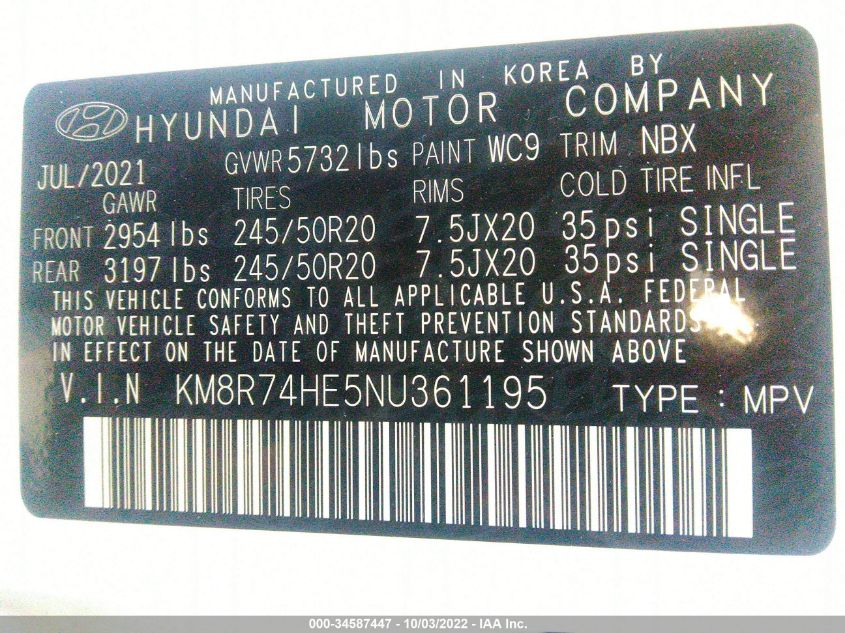 MANUFACTURED IN KOREA BY
HYUNDAI MOTOR COMPANY
JUL/2021 GVWR 5732 lbs PAINT WC9 TRIM NBX
GAWR TIRES RIMS COLD TIRE INFL
FRONT 2954 lbs 245/50R20 7.5JX20 35psi SINGLE
REAR 3197 lbs 245/50R20 7.5JX20 35psi SINGLE
THIS VEHICLE CONFORMS TO ALL APPLICABLE U.S.A. FEDERAL
MOTOR VEHICLE SAFETY AND THEFT PREVENTION STANDARDS
IN EFFECT ON THE DATE OF MANUFACTURE SHOWN ABOVE
V.I.N KM8R74HE5NU361195 TYPE : MPV
000-34587447 - 10/03/2022 - IAA Inc.